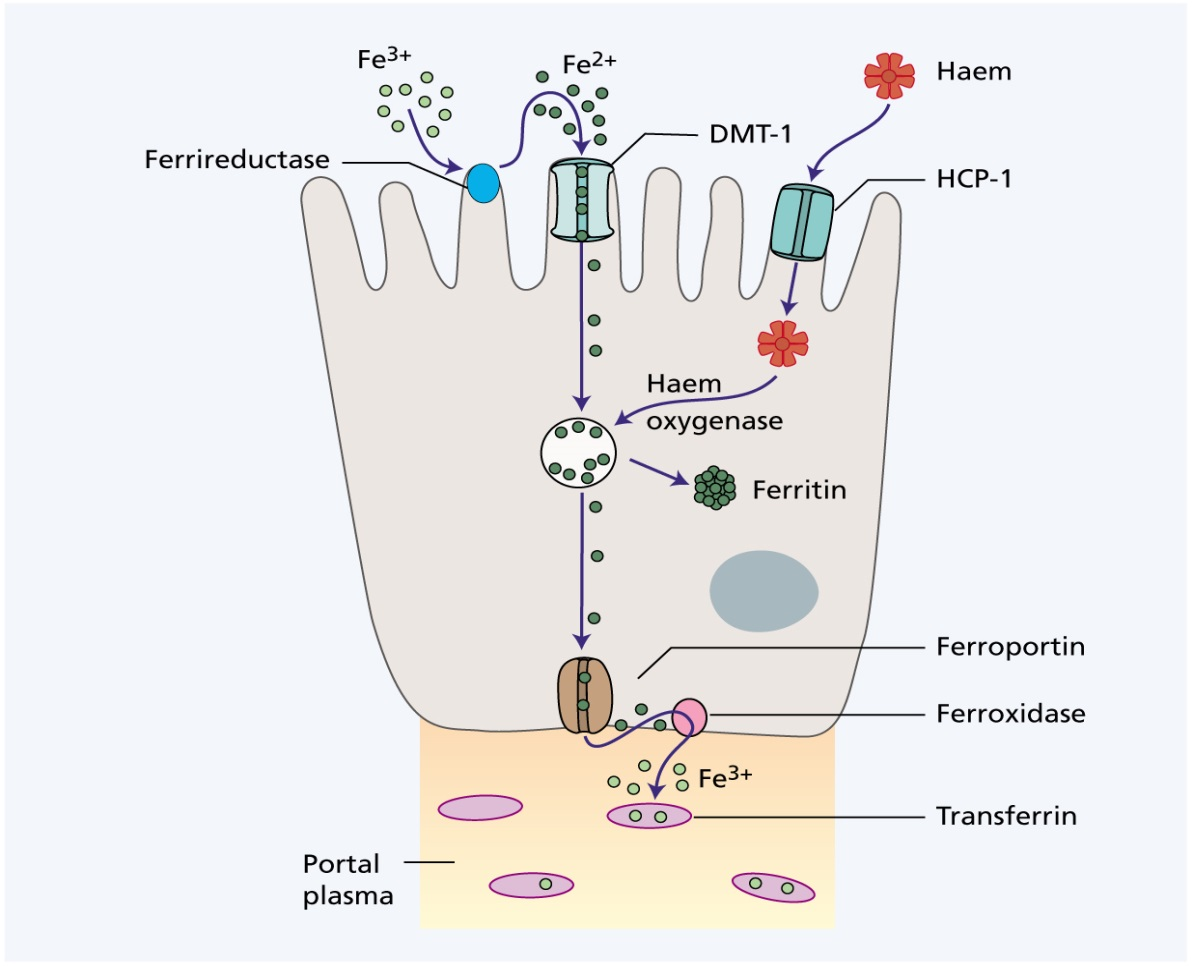 Fe3+
Fe2+
Haem
DMT-1
Ferrireductase
HCP-1
Haem
oxygenase
Ferritin
Ferroportin
Ferroxidase
Fe3+
Transferrin
Portal
plasma